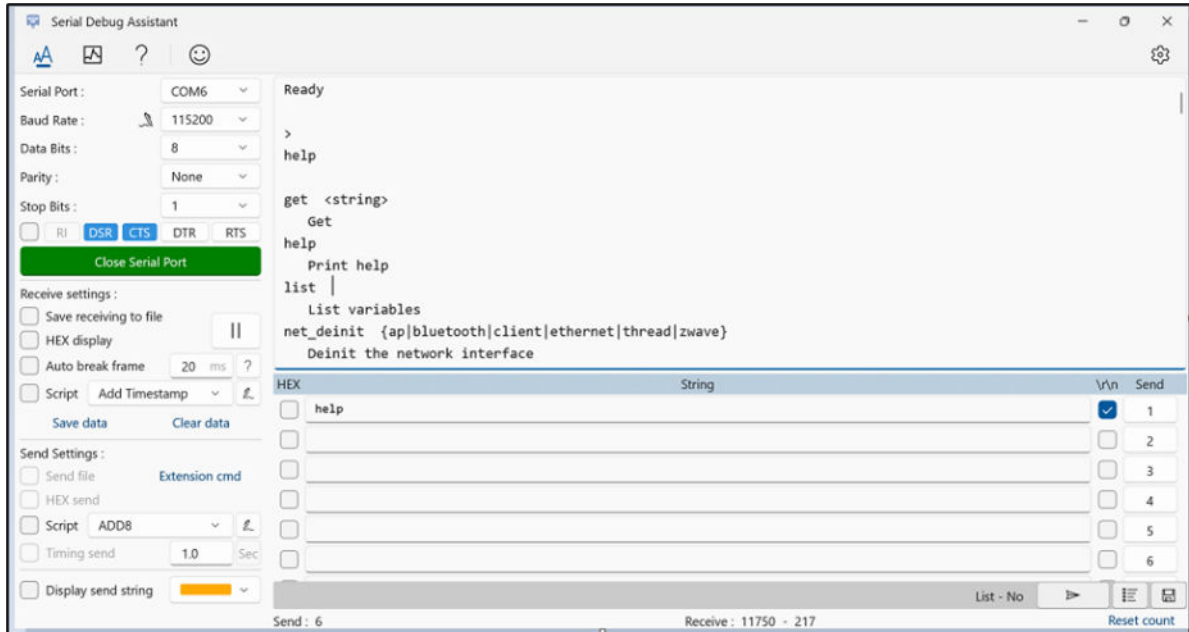 Serial Debug Assistant
AA
?
Serial Port :
COM6
Baud Rate :
115200
Data Bits :
8
Parity :
None
Stop Bits :
1
RI DSR CTS DTR RTS
Close Serial Port
Receive settings :
Save receiving to file
HEX display
Auto break frame 20 ms ?
Script Add Timestamp
Save data Clear data
Send Settings :
Send file Extension cmd
HEX send
Script ADD8
Timing send 1.0 Sec
Display send string
Ready
>
help
get <string>
Get
help
Print help
list
List variables
net_deinit {ap|bluetooth|client|ethernet|thread|zwave}
Deinit the network interface
HEX String \r\n Send
help 1
2
3
4
5
6
List - No
Send : 6 Receive : 11750 - 217 Reset count